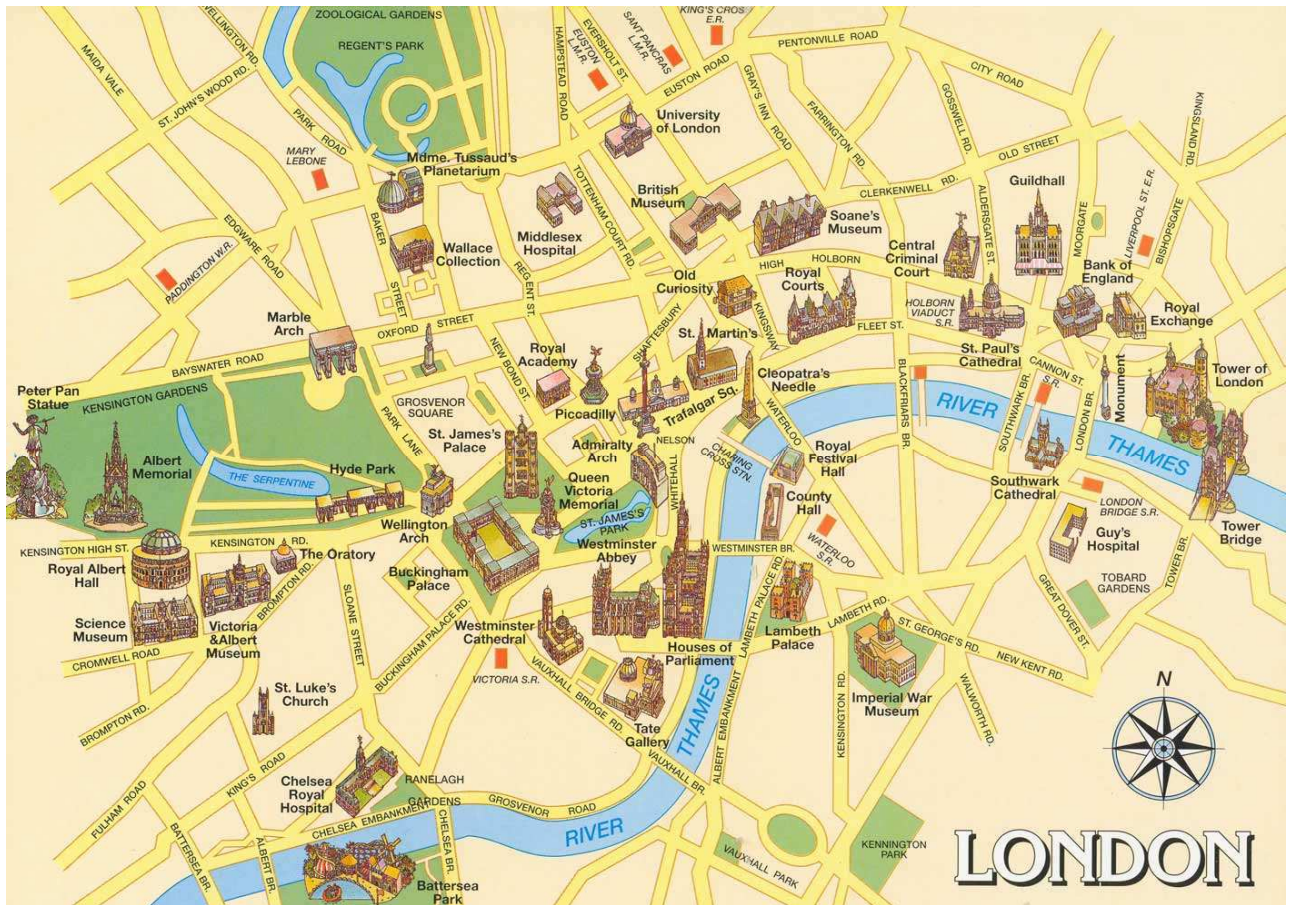 ZOOLOGICAL GARDENS
REGENT'S PARK
WELLINGTON RD.
MAIDA VALE
ST. JOHN'S WOOD RD.
PARK ROAD
HAMPSTEAD ROAD
EVERSHOLT ST.
EUSTON
L.M.R.
SANT PANCRAS
L.M.R.
KING'S CROS
E.R.
PENTONVILLE ROAD
EUSTON ROAD
GRAY'S INN ROAD
FARRINGTON RD.
GOSSWELL RD.
CITY ROAD
KINGSLAND RD.
OLD STREET
University
of London
MARY
LEBONE
Mdme. Tussaud's
Planetarium
TOTTENHAM COURT RD.
British
Museum
CLERKENWELL RD.
ALDERSGATE ST.
Guildhall
MOORGATE
LIVERPOOL ST. E.R.
BISHOPSGATE
EDGWARE ROAD
PADDINGTON W.R.
BAKER
STREET
Wallace
Collection
Middlesex
Hospital
REGENT ST.
Soane's
Museum
Central
Criminal
Court
HIGH HOLBORN
Old
Curiosity
Royal
Courts
KINGSWAY
HOLBORN
VIADUCT
S.R.
Bank of
England
Royal
Exchange
Marble
Arch
OXFORD STREET
NEW BOND ST.
SHAFTESBURY
St. Martin's
FLEET ST.
St. Paul's
Cathedral
CANNON ST.
S.R.
Monument
Tower of
London
BAYSWATER ROAD
Royal
Academy
Piccadilly
Trafalgar Sq.
Cleopatra's
Needle
BLACKFRIARS BR.
RIVER
THAMES
SOUTHWARK BR.
LONDON BR.
Peter Pan
Statue
KENSINGTON GARDENS
GROSVENOR
SQUARE
PARK LANE
St. James's
Palace
Admiralty
Arch
NELSON
WHITEHALL
WATERLOO
CHARING
CROSS STN.
Royal
Festival
Hall
Albert
Memorial
THE SERPENTINE
Hyde Park
Wellington
Arch
Queen
Victoria
Memorial
ST. JAMES'S
PARK
County
Hall
WATERLOO
S.R.
Southwark
Cathedral
LONDON
BRIDGE S.R.
Guy's
Hospital
Tower
Bridge
TOWER BR.
TOBARD
GARDENS
GREAT DOVER ST.
KENSINGTON HIGH ST.
KENSINGTON RD.
Royal Albert
Hall
The Oratory
BROMPTON RD.
SLOANE STREET
Buckingham
Palace
Westminster
Abbey
WESTMINSTER BR.
LAMBETH PALACE RD.
Lambeth
Palace
LAMBETH RD.
ST. GEORGE'S RD.
NEW KENT RD.
WALWORTH RD.
Science
Museum
Victoria
&Albert
Museum
CROMWELL ROAD
BUCKINGHAM PALACE RD.
Westminster
Cathedral
VICTORIA S.R.
VAUXHALL BRIDGE RD.
Houses of
Parliament
Tate
Gallery
THAMES
ALBERT EMBANKMENT
KENSINGTON RD.
Imperial War
Museum
N
BROMPTON RD.
St. Luke's
Church
KING'S ROAD
FULHAM ROAD
Chelsea
Royal
Hospital
RANELAGH
GARDENS
CHELSEA EMBANKMENT
GROSVENOR ROAD
RIVER
VAUXHALL BR.
VAUXHALL PARK
KENNINGTON
PARK
BATTERSEA BR.
ALBERT BR.
CHELSEA BR.
Battersea
Park
LONDON